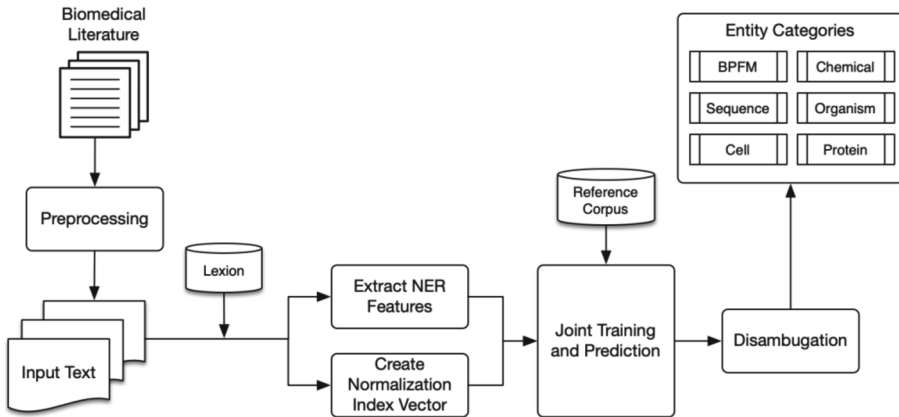 Biomedical
Literature
Preprocessing
Input Text
Lexion
Extract NER
Features
Create
Normalization
Index Vector
Reference
Corpus
Joint Training
and Prediction
Disambugation
Entity Categories
BPFM
Chemical
Sequence
Organism
Cell
Protein